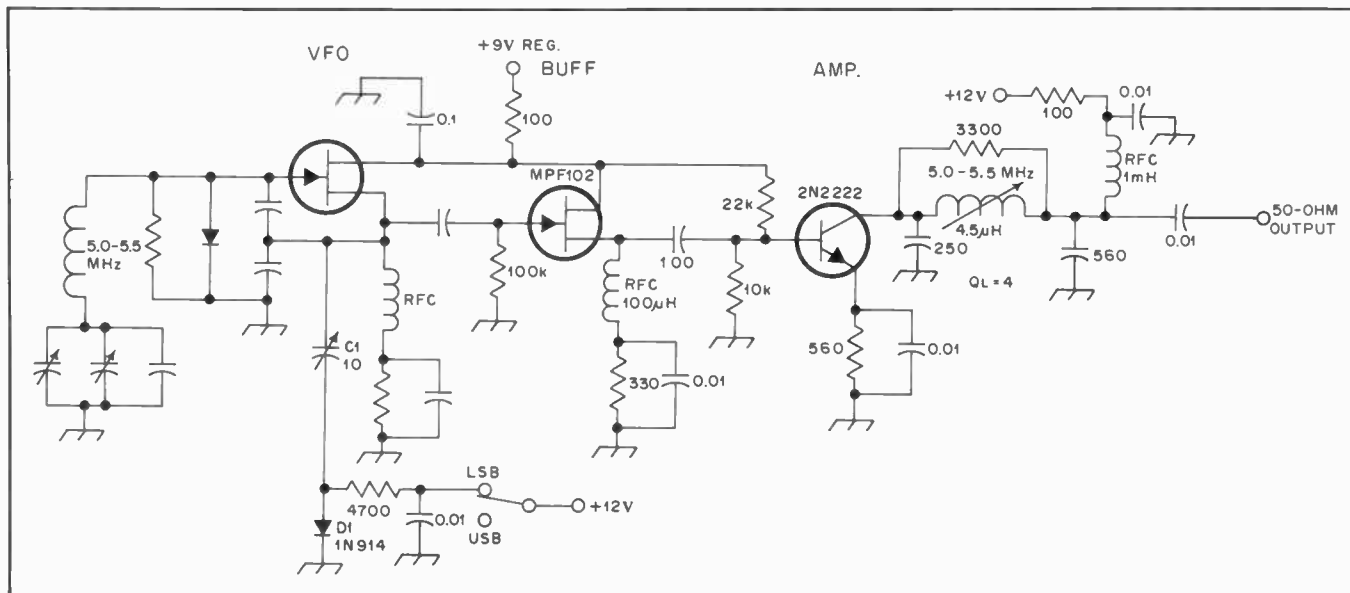 VFO
+9V REG.
BUFF
AMP.
+12V
100
0.01
0.1
100
3300
RFC
1mH
MPF102
5.0-5.5 MHz
2N2222
22k
4.5µH
50-OHM
OUTPUT
5.0-5.5
MHz
250
560
0.01
100
100k
RFC
RFC
100µH
10k
QL=4
C1
10
560
0.01
330
0.01
LSB
4700
+12V
0.01
USB
D1
1N914